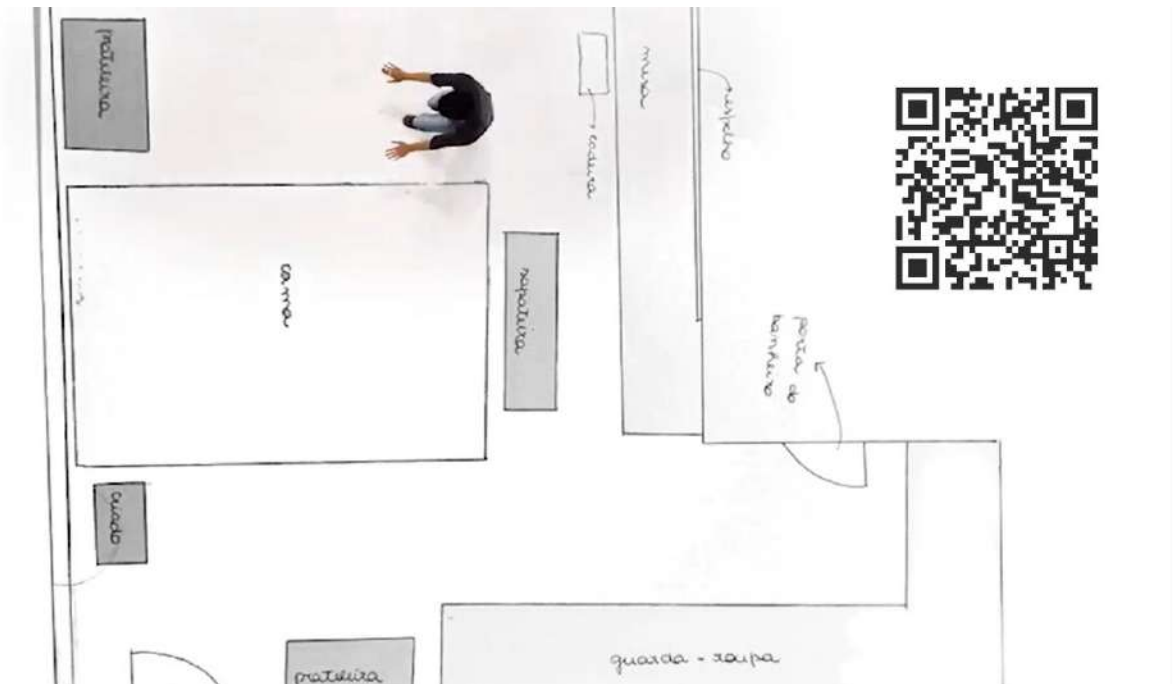 prateleira
mesa
espelho
cadeira
cama
sapateira
porta do
banheiro
criado
prateleira
guarda-roupa